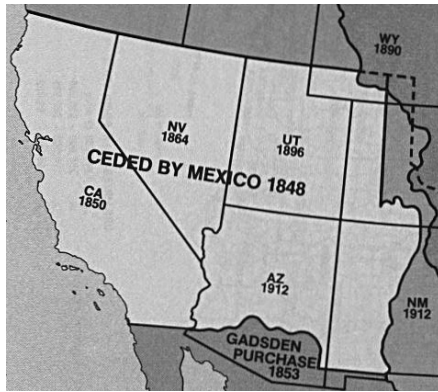 WY
1890
NV
1864
UT
1896
CEDED BY MEXICO 1848
CA
1850
AZ
1912
NM
1912
GADSDEN
PURCHASE
1853